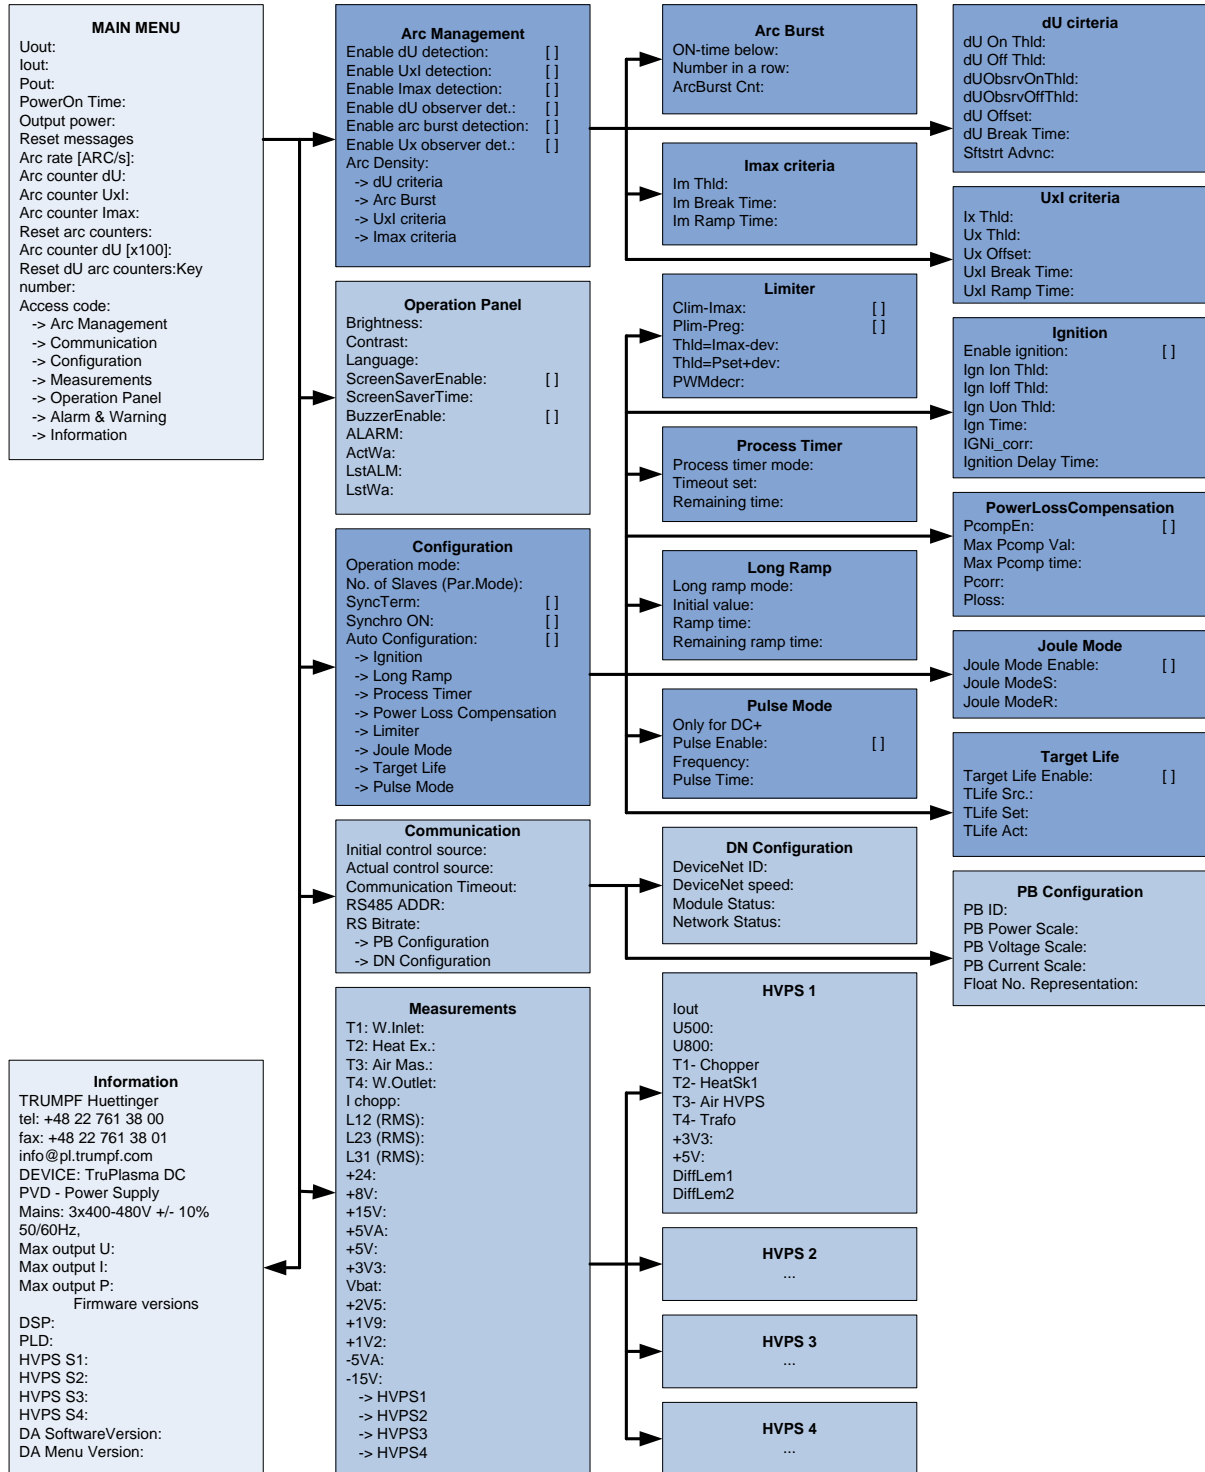 MAIN MENU
Uout:
Iout:
Pout:
PowerOn Time:
Output power:
Reset messages
Arc rate [ARC/s]:
Arc counter dU:
Arc counter UxI:
Arc counter Imax:
Reset arc counters:
Arc counter dU [x100]:
Reset dU arc counters:Key
number:
Access code:
-> Arc Management
-> Communication
-> Configuration
-> Measurements
-> Operation Panel
-> Alarm & Warning
-> Information
Information
TRUMPF Huettinger
tel: +48 22 761 38 00
fax: +48 22 761 38 01
info@pl.trumpf.com
DEVICE: TruPlasma DC
PVD - Power Supply
Mains: 3x400-480V +/- 10%
50/60Hz,
Max output U:
Max output I:
Max output P:
Firmware versions
DSP:
PLD:
HVPS S1:
HVPS S2:
HVPS S3:
HVPS S4:
DA SoftwareVersion:
DA Menu Version:
Arc Management
Enable dU detection: [ ]
Enable UxI detection: [ ]
Enable Imax detection: [ ]
Enable dU observer det.: [ ]
Enable arc burst detection: [ ]
Enable Ux observer det.: [ ]
Arc Density:
-> dU criteria
-> Arc Burst
-> UxI criteria
-> Imax criteria
Operation Panel
Brightness:
Contrast:
Language:
ScreenSaverEnable: [ ]
ScreenSaverTime:
BuzzerEnable: [ ]
ALARM:
ActWa:
LstALM:
LstWa:
Configuration
Operation mode:
No. of Slaves (Par.Mode):
SyncTerm: [ ]
Synchro ON: [ ]
Auto Configuration: [ ]
-> Ignition
-> Long Ramp
-> Process Timer
-> Power Loss Compensation
-> Limiter
-> Joule Mode
-> Target Life
-> Pulse Mode
Communication
Initial control source:
Actual control source:
Communication Timeout:
RS485 ADDR:
RS Bitrate:
-> PB Configuration
-> DN Configuration
Measurements
T1: W.Inlet:
T2: Heat Ex.:
T3: Air Mas.:
T4: W.Outlet:
I chopp:
L12 (RMS):
L23 (RMS):
L31 (RMS):
+24:
+8V:
+15V:
+5VA:
+5V:
+3V3:
Vbat:
+2V5:
+1V9:
+1V2:
-5VA:
-15V:
-> HVPS1
-> HVPS2
-> HVPS3
-> HVPS4
Arc Burst
ON-time below:
Number in a row:
ArcBurst Cnt:
Imax criteria
Im Thld:
Im Break Time:
Im Ramp Time:
Limiter
Clim-Imax: [ ]
Plim-Preg: [ ]
Thld=Imax-dev:
Thld=Pset+dev:
PWMdecr:
Process Timer
Process timer mode:
Timeout set:
Remaining time:
Long Ramp
Long ramp mode:
Initial value:
Ramp time:
Remaining ramp time:
Pulse Mode
Only for DC+
Pulse Enable: [ ]
Frequency:
Pulse Time:
DN Configuration
DeviceNet ID:
DeviceNet speed:
Module Status:
Network Status:
HVPS 1
Iout
U500:
U800:
T1- Chopper
T2- HeatSk1
T3- Air HVPS
T4- Trafo
+3V3:
+5V:
DiffLem1
DiffLem2
HVPS 2
...
HVPS 3
...
HVPS 4
...
dU cirteria
dU On Thld:
dU Off Thld:
dUObsrvOnThld:
dUObsrvOffThld:
dU Offset:
dU Break Time:
Sftstrt Advnc:
UxI criteria
Ix Thld:
Ux Thld:
Ux Offset:
UxI Break Time:
UxI Ramp Time:
Ignition
Enable ignition: [ ]
Ign Ion Thld:
Ign Ioff Thld:
Ign Uon Thld:
Ign Time:
IGNi_corr:
Ignition Delay Time:
PowerLossCompensation
PcompEn: [ ]
Max Pcomp Val:
Max Pcomp time:
Pcorr:
Ploss:
Joule Mode
Joule Mode Enable: [ ]
Joule ModeS:
Joule ModeR:
Target Life
Target Life Enable: [ ]
TLife Src.:
TLife Set:
TLife Act:
PB Configuration
PB ID:
PB Power Scale:
PB Voltage Scale:
PB Current Scale:
Float No. Representation: